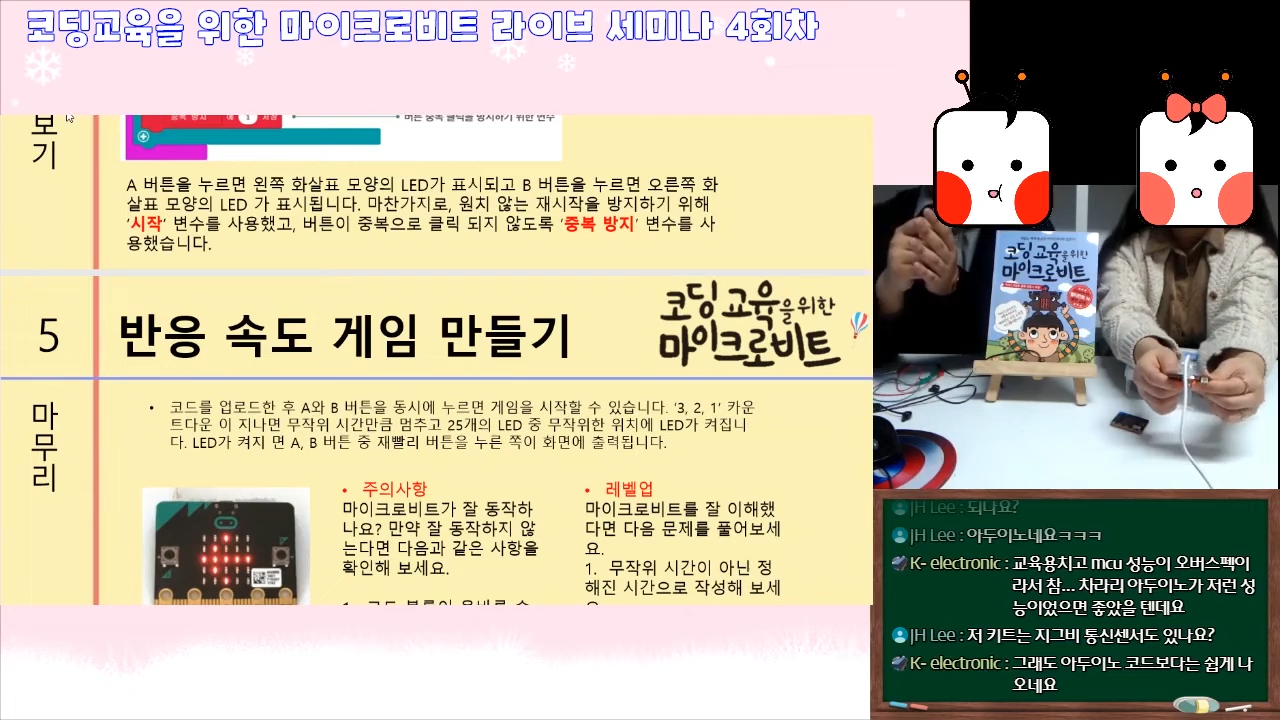 코딩교육을 위한 마이크로비트 라이브 세미나 4회차
보
기
중복 방지 에 1 저장
버튼 중복 클릭을 방지하기 위한 변수
A 버튼을 누르면 왼쪽 화살표 모양의 LED가 표시되고 B 버튼을 누르면 오른쪽 화
살표 모양의 LED 가 표시됩니다. 마찬가지로, 원치 않는 재시작을 방지하기 위해
‘시작’ 변수를 사용했고, 버튼이 중복으로 클릭 되지 않도록 ‘중복 방지’ 변수를 사
용했습니다.
5
반응 속도 게임 만들기
코딩교육을위한
마이크로비트
마
무
리
• 코드를 업로드한 후 A와 B 버튼을 동시에 누르면 게임을 시작할 수 있습니다. ‘3, 2, 1’ 카운
트다운 이 지나면 무작위 시간만큼 멈추고 25개의 LED 중 무작위한 위치에 LED가 켜집니
다. LED가 켜지 면 A, B 버튼 중 재빨리 버튼을 누른 쪽이 화면에 출력됩니다.
• 주의사항
마이크로비트가 잘 동작하
나요? 만약 잘 동작하지 않
는다면 다음과 같은 사항을
확인해 보세요.
• 레벨업
마이크로비트를 잘 이해했
다면 다음 문제를 풀어보세
요.
1. 무작위 시간이 아닌 정
해진 시간으로 작성해 보세
코딩교육을위한
마이크로비트
JH Lee : 되나요?
JH Lee : 아두이노네요ㅋㅋㅋ
K- electronic : 교육용치고 mcu 성능이 오버스펙이
라서 참... 차라리 아두이노가 저런 성
능이었으면 좋았을 텐데요
JH Lee : 저 키트는 지그비 통신센서도 있나요?
K- electronic : 그래도 아두이노 코드보다는 쉽게 나
오네요